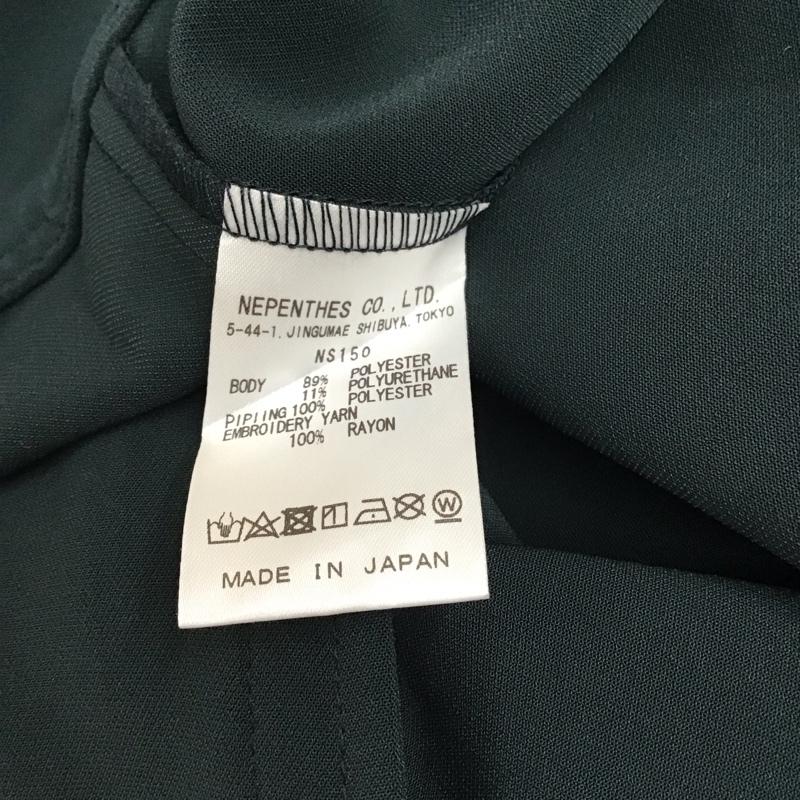 NEPENTHES CO., LTD.
5-44-1, JINGUMAE SHIBUYA, TOKYO
NS150
BODY 89% POLYESTER
11% POLYURETHANE
PIPIING 100% POLYESTER
EMBROIDERY YARN
100% RAYON
W
MADE IN JAPAN